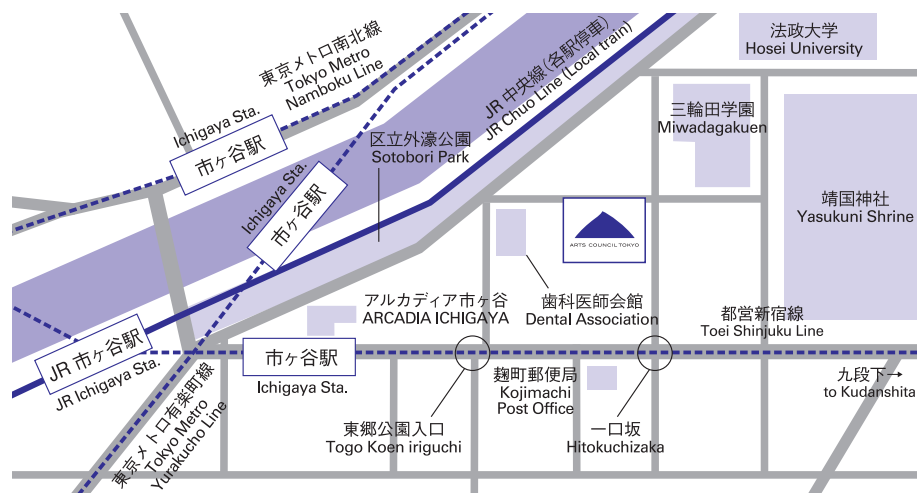 法政大学
Hosei University
東京メトロ南北線
Tokyo Metro
Namboku Line
JR 中央線(各駅停車)
JR Chuo Line (Local train)
Ichigaya Sta.
市ヶ谷駅
区立外濠公園
Sotobori Park
三輪田学園
Miwadagakuen
Ichigaya Sta.
市ヶ谷駅
靖国神社
Yasukuni Shrine
ARTS COUNCIL TOKYO
アルカディア市ヶ谷
ARCADIA ICHIGAYA
歯科医師会館
Dental Association
都営新宿線
Toei Shinjuku Line
JR 市ヶ谷駅
JR Ichigaya Sta.
市ヶ谷駅
Ichigaya Sta.
東京メトロ有楽町線
Tokyo Metro
Yurakucho Line
麹町郵便局
Kojimachi
Post Office
九段下→
to Kudanshita
東郷公園入口
Togo Koen iriguchi
一口坂
Hitokuchizaka